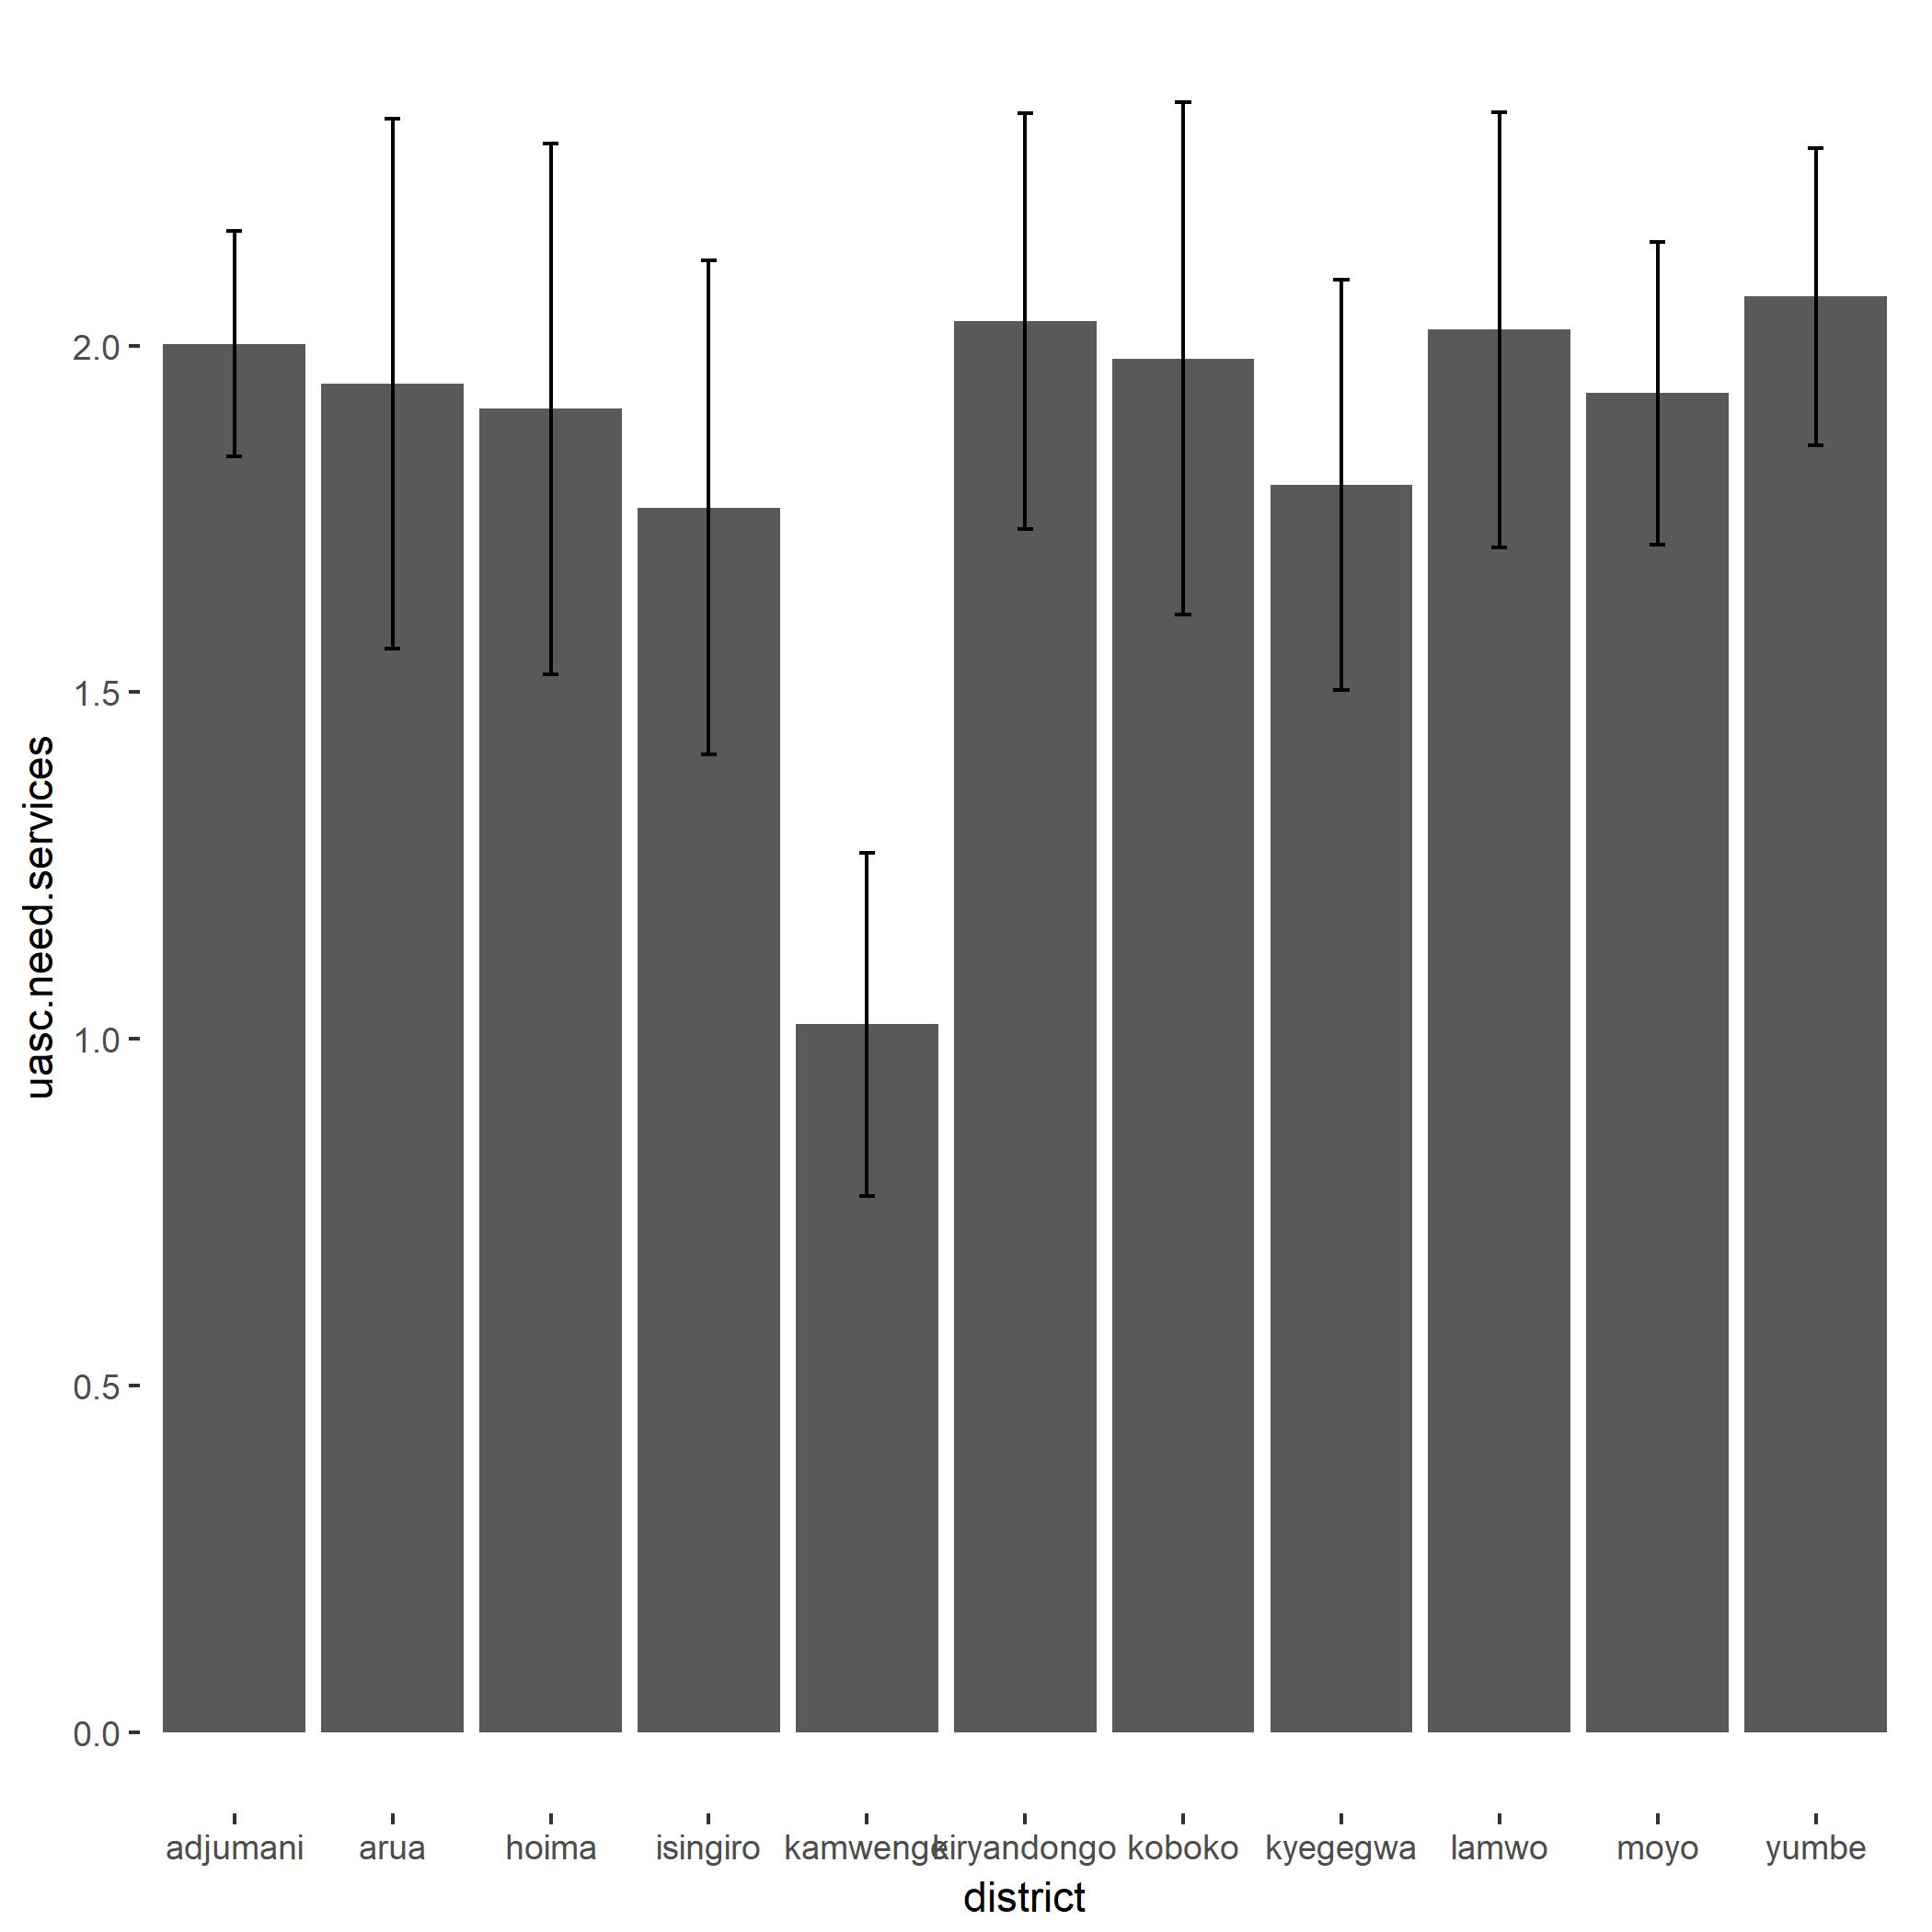 uasc.need.services
2.0
1.5
1.0
0.5
0.0
adjumani arua hoima isingiro kamwenge kiryandongo koboko kyegegwa lamwo moyo yumbe
district